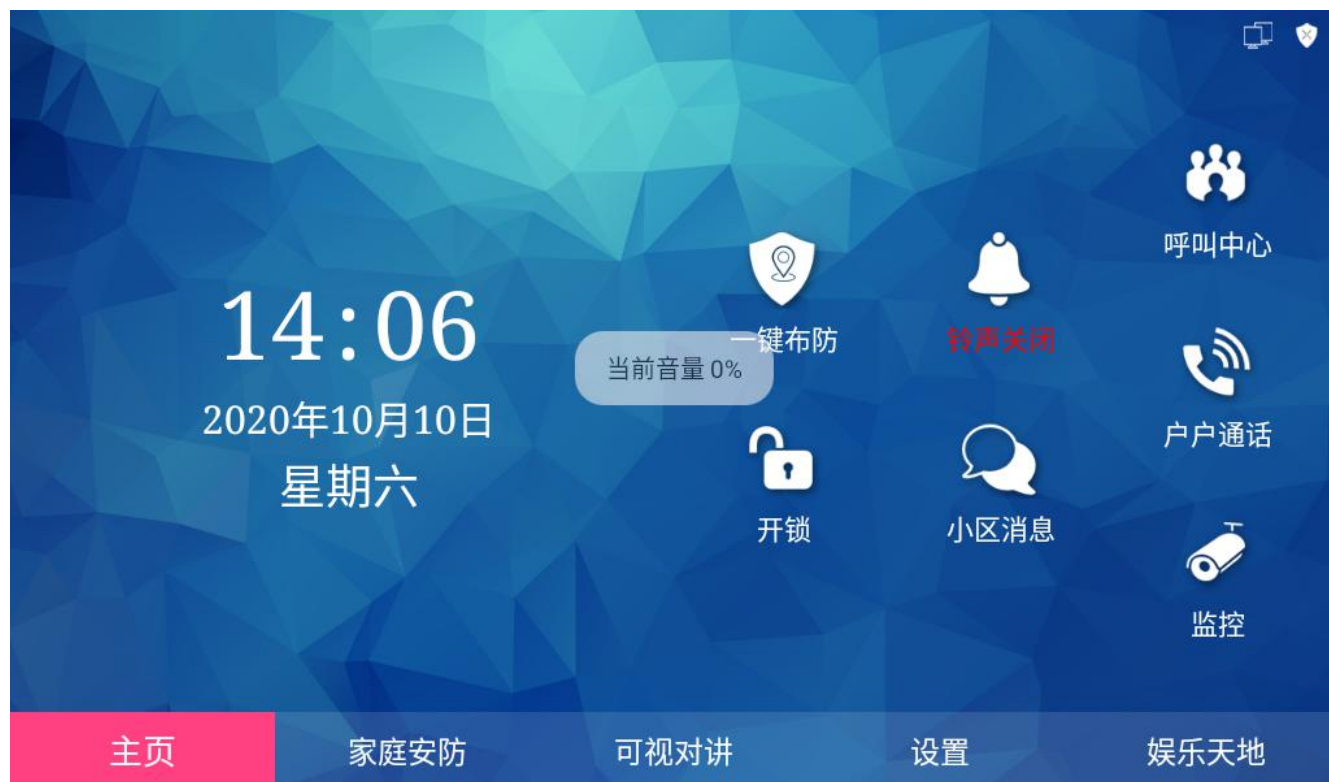 14:06
2020年10月10日
星期六
当前音量 0%
一键布防
铃声关闭
开锁
小区消息
呼叫中心
户户通话
监控
主页
家庭安防
可视对讲
设置
娱乐天地